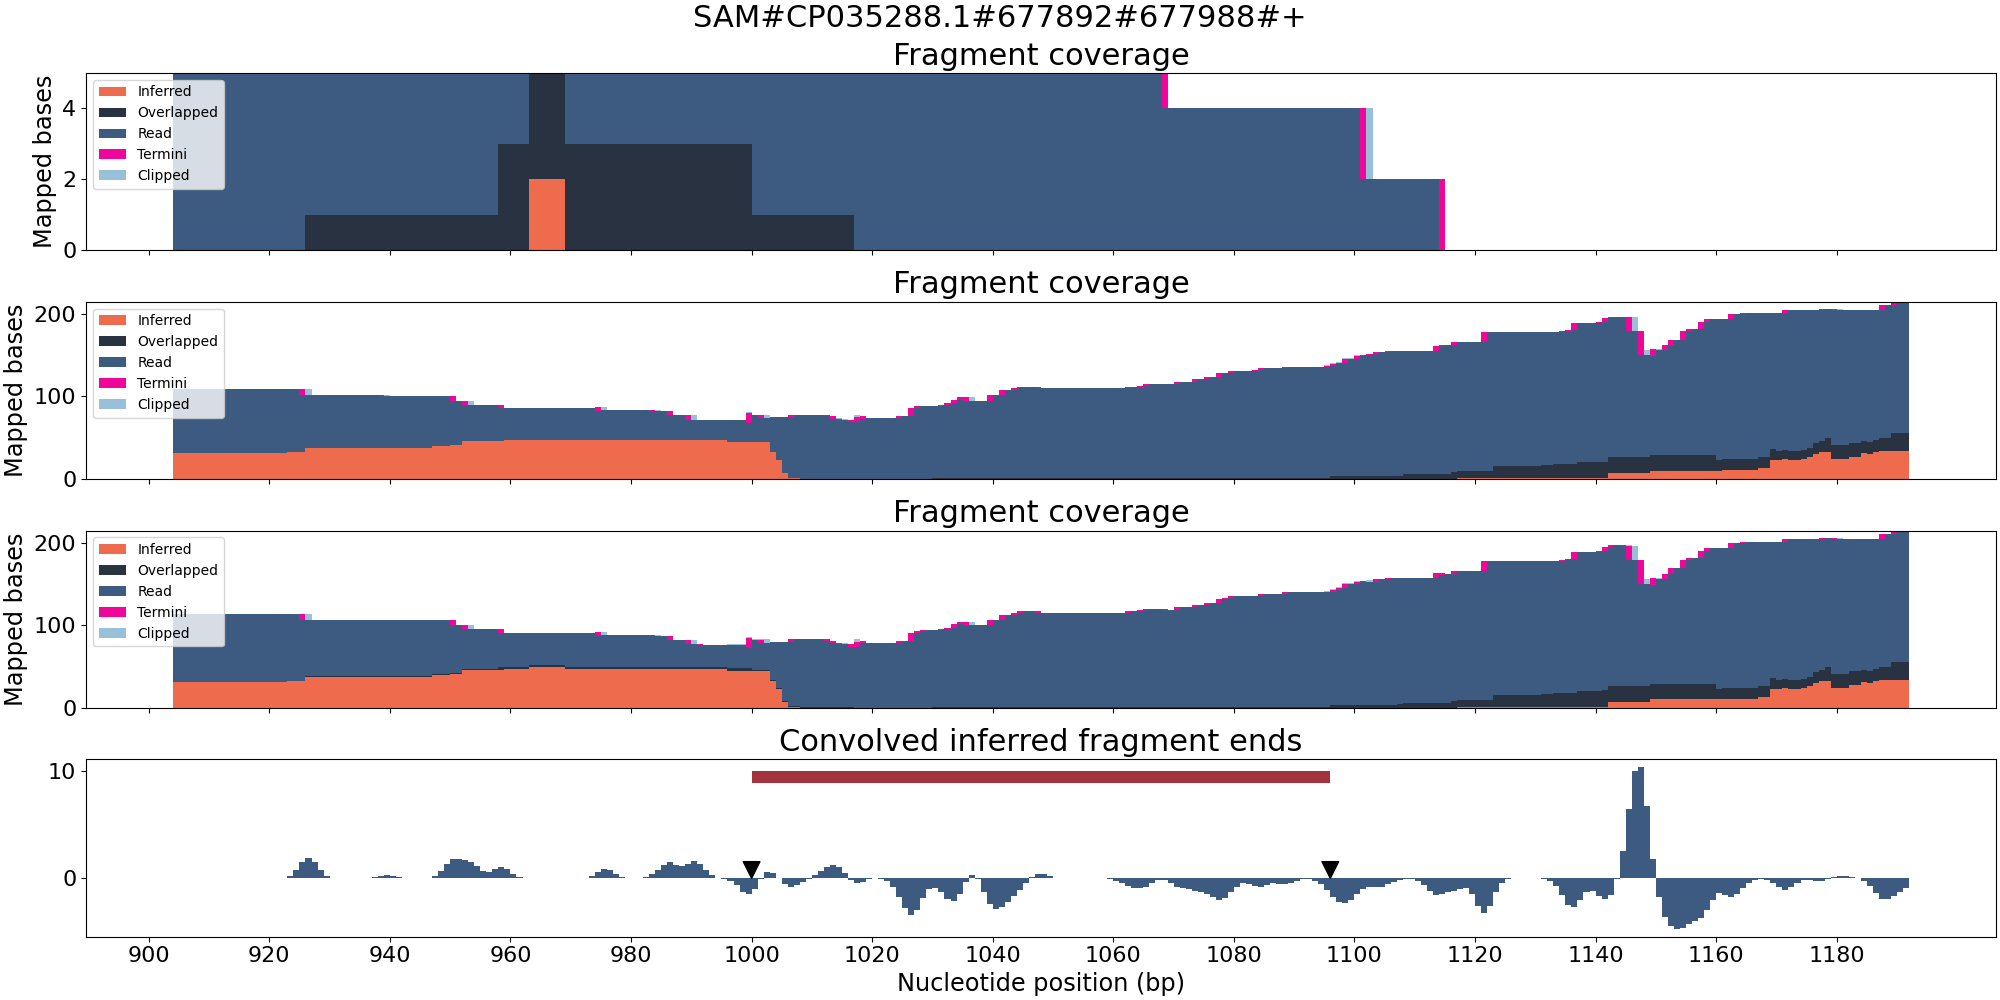 SAM#CP035288.1#677892#677988#+
Fragment coverage
Mapped bases
4
2
0
Inferred
Overlapped
Read
Termini
Clipped
Fragment coverage
Mapped bases
200
100
0
Inferred
Overlapped
Read
Termini
Clipped
Fragment coverage
Mapped bases
200
100
0
Inferred
Overlapped
Read
Termini
Clipped
Convolved inferred fragment ends
10
0
900 920 940 960 980 1000 1020 1040 1060 1080 1100 1120 1140 1160 1180
Nucleotide position (bp)